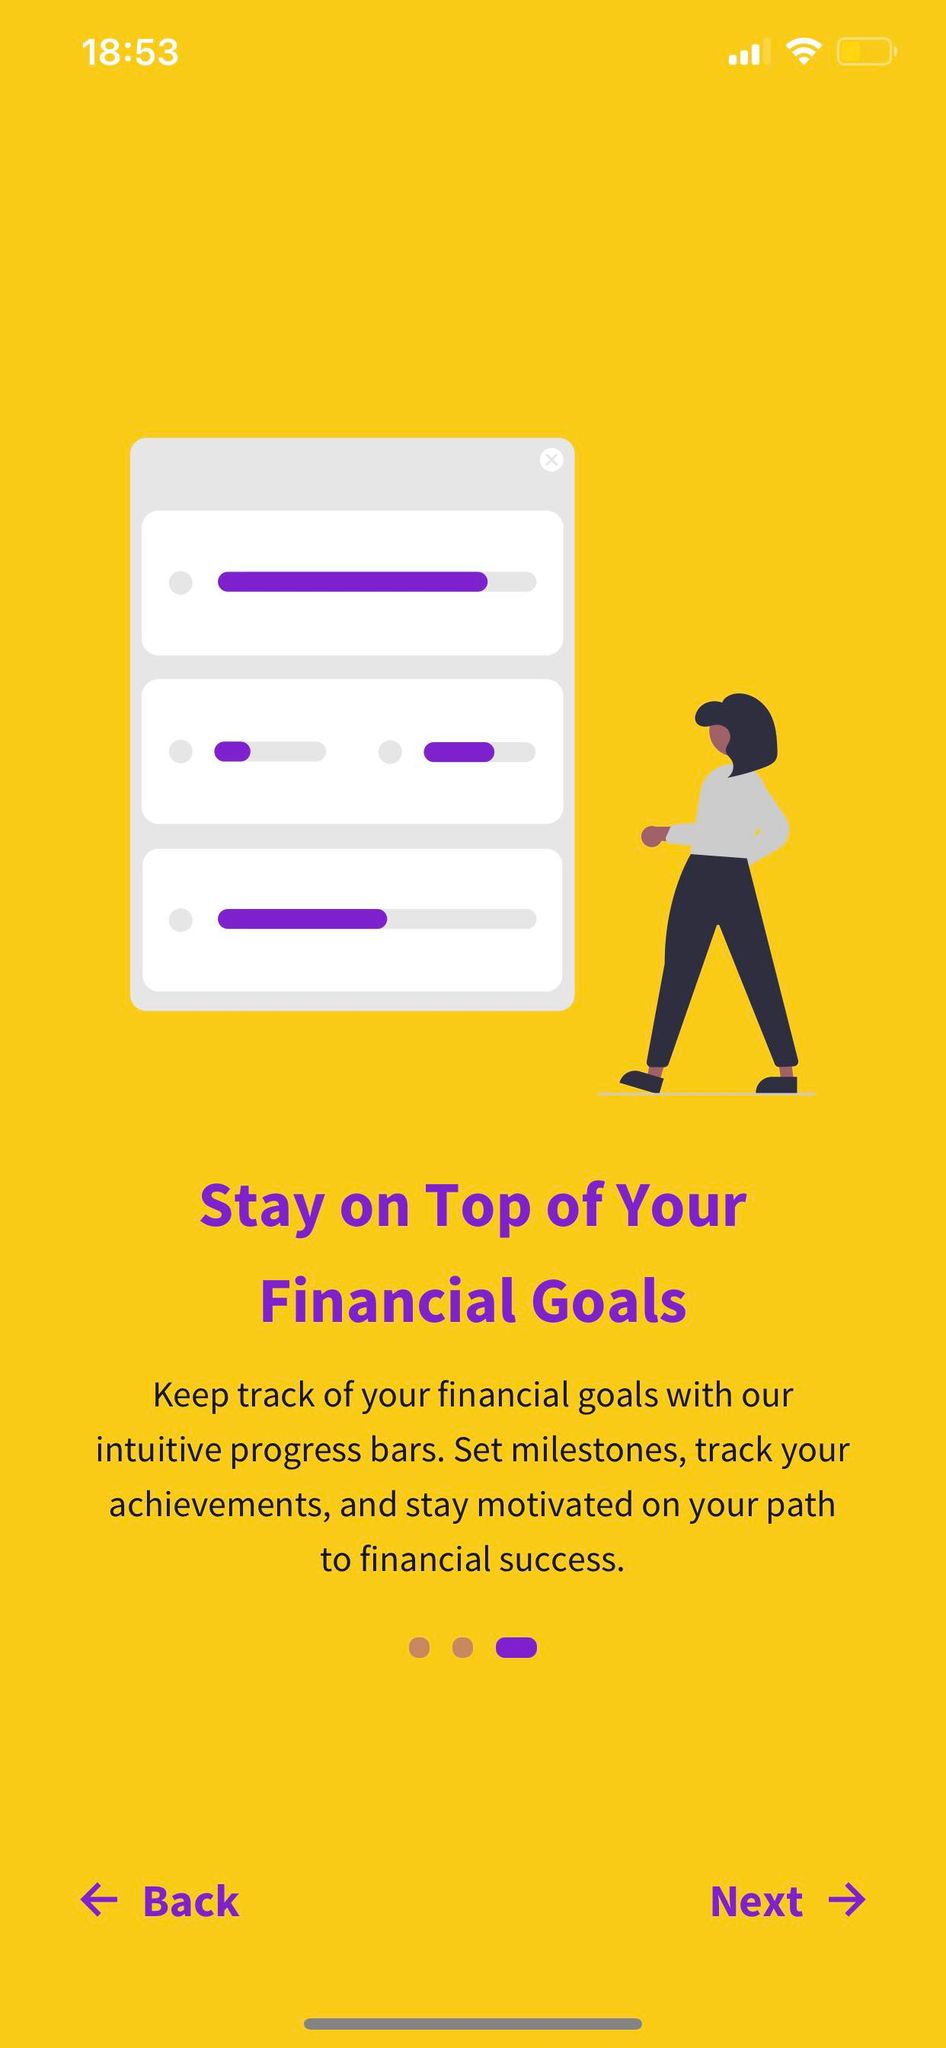 18:53
Stay on Top of Your
Financial Goals
Keep track of your financial goals with our
intuitive progress bars. Set milestones, track your
achievements, and stay motivated on your path
to financial success.
Back
Next